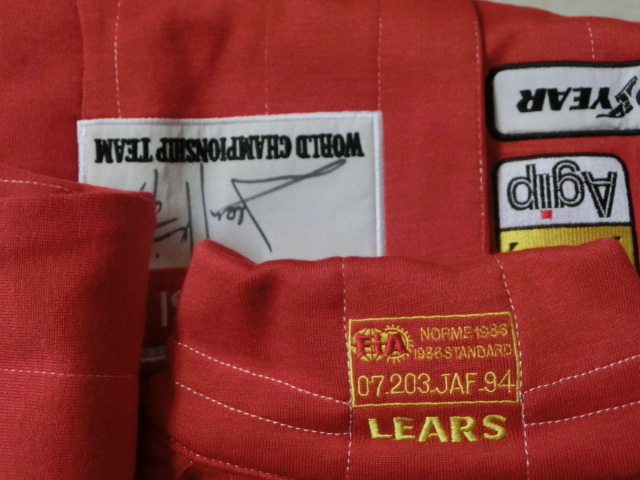 YEAR
Agip
WORLD CHAMPIONSHIP TEAM
FIA
NORME 1986
1986 STANDARD
07.203.JAF.94
LEARS